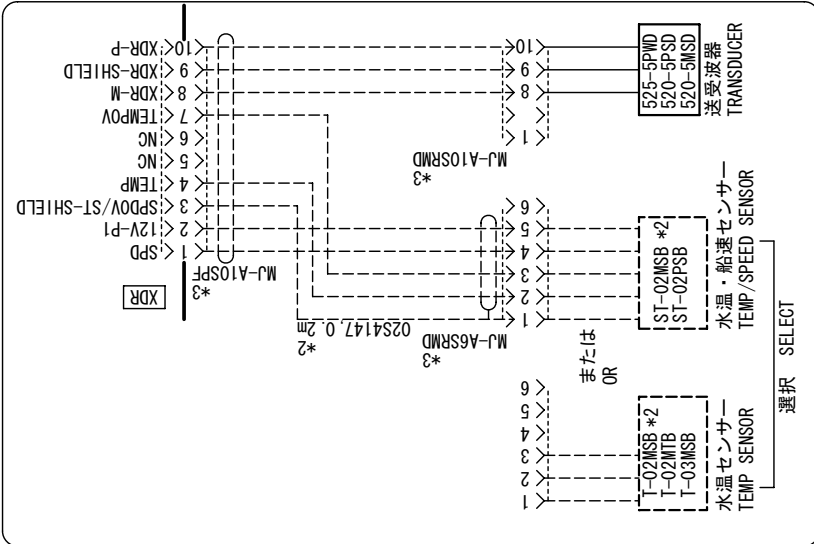 XDR
10 XDR-P
9 XDR-SHIELD
8 XDR-M
7 TEMP0V
6 NC
5 NC
4 TEMP
3 SPD0V/ST-SHIELD
2 12V-P1
1 SPD
*3
MJ-A10SPF
*2
02S4147, 0.2m
*3
MJ-A10SRMD
10
9
8
1
525-5PWD
520-5PSD
520-5MSD
送受波器
TRANSDUCER
*3
MJ-A6SRMD
6
5
4
3
2
1
ST-02MSB *2
ST-02PSB
水温・船速センサー
TEMP/SPEED SENSOR
または
OR
6
5
4
3
2
1
T-02MSB *2
T-02MTB
T-03MSB
水温センサー
TEMP SENSOR
選択 SELECT